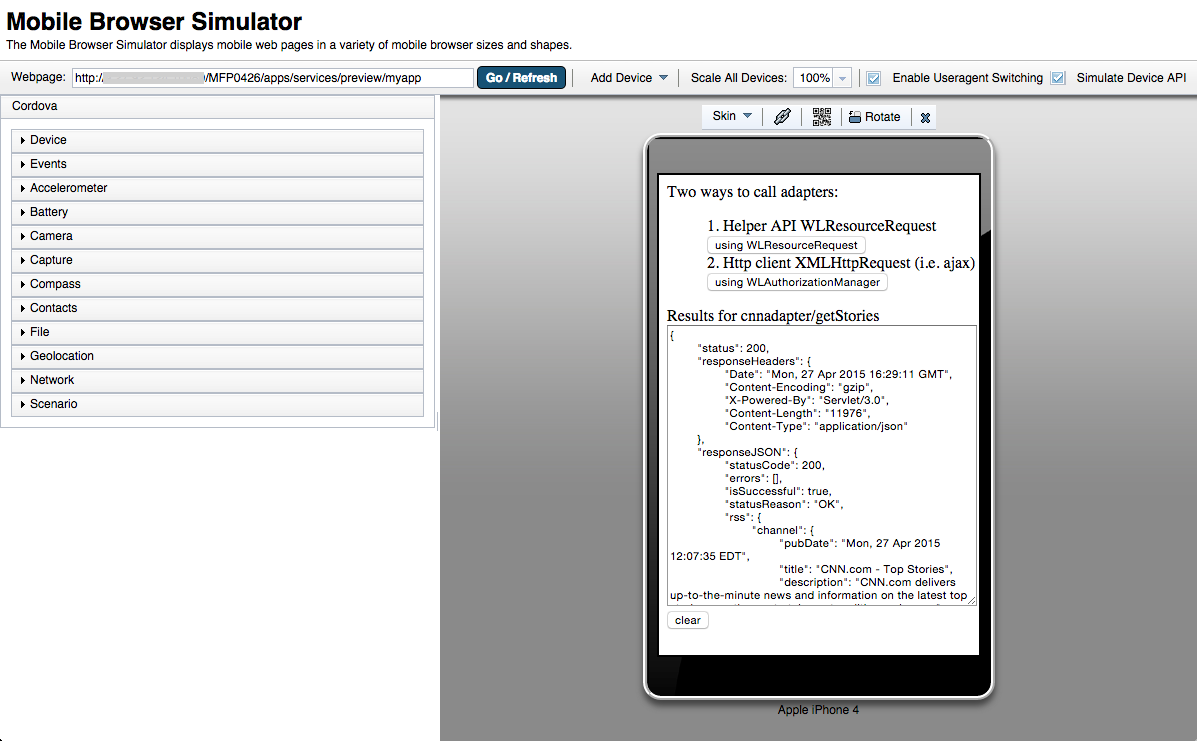 Mobile Browser Simulator
The Mobile Browser Simulator displays mobile web pages in a variety of mobile browser sizes and shapes.
Webpage: http:/ /MFP0426/apps/services/preview/myapp Go / Refresh Add Device Scale All Devices: 100% Enable Useragent Switching Simulate Device API
Cordova
Device
Events
Accelerometer
Battery
Camera
Capture
Compass
Contacts
File
Geolocation
Network
Scenario
Skin Rotate
Two ways to call adapters:
1. Helper API WLResourceRequest
using WLResourceRequest
2. Http client XMLHttpRequest (i.e. ajax)
using WLAuthorizationManager
Results for cnnadapter/getStories
{
"status": 200,
"responseHeaders": {
"Date": "Mon, 27 Apr 2015 16:29:11 GMT",
"Content-Encoding": "gzip",
"X-Powered-By": "Servlet/3.0",
"Content-Length": "11976",
"Content-Type": "application/json"
},
"responseJSON": {
"statusCode": 200,
"errors": [],
"isSuccessful": true,
"statusReason": "OK",
"rss": {
"channel": {
"pubDate": "Mon, 27 Apr 2015
12:07:35 EDT",
"title": "CNN.com - Top Stories",
"description": "CNN.com delivers
up-to-the-minute news and information on the latest top
clear
Apple iPhone 4